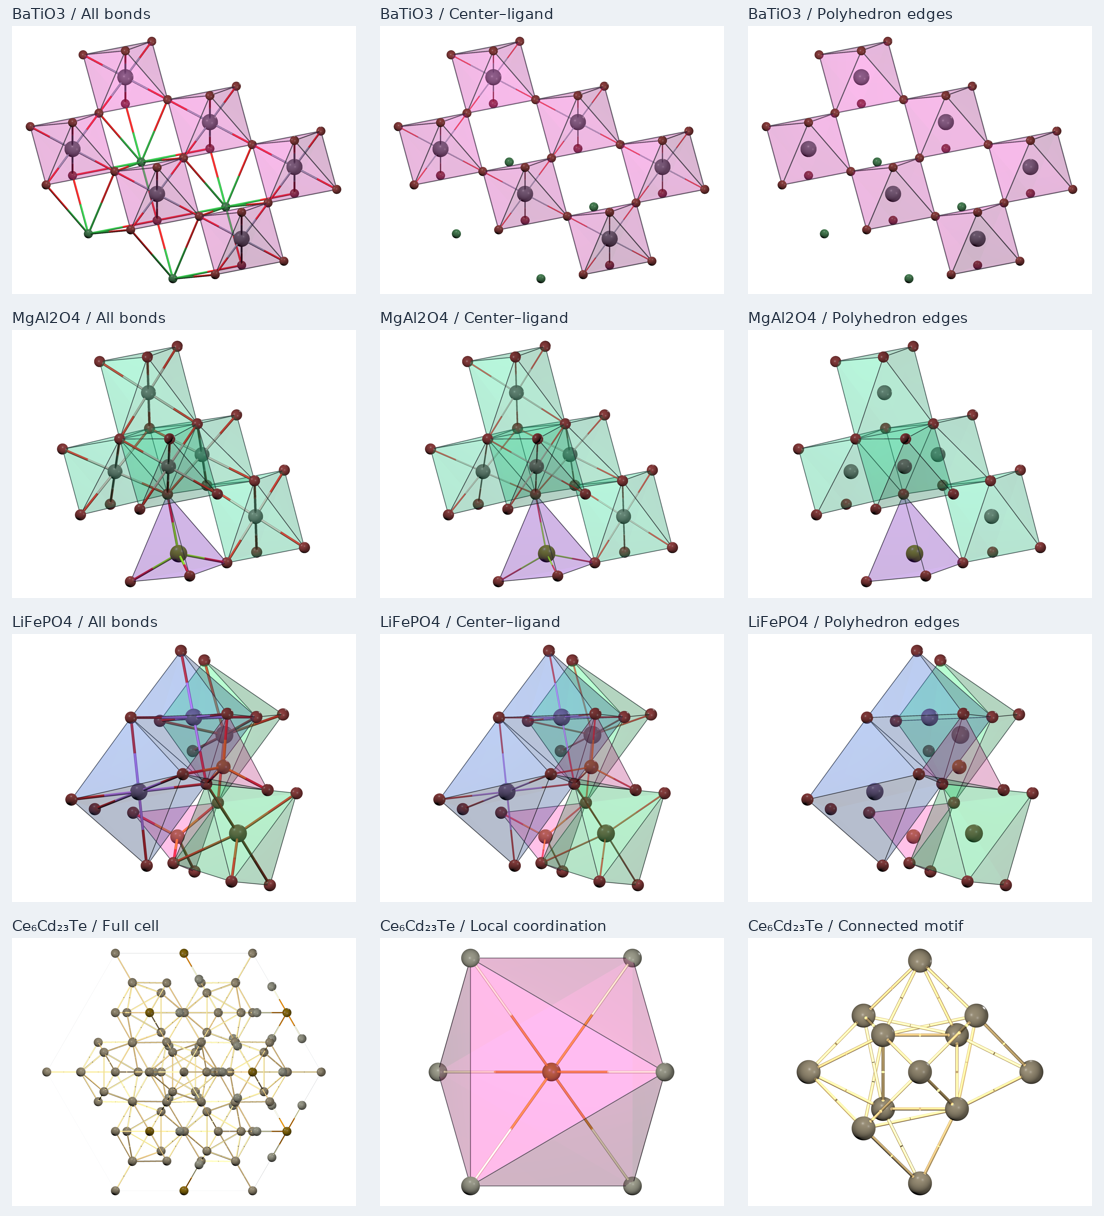 BaTiO3 / All bonds
BaTiO3 / Center–ligand
BaTiO3 / Polyhedron edges
MgAl2O4 / All bonds
MgAl2O4 / Center–ligand
MgAl2O4 / Polyhedron edges
LiFePO4 / All bonds
LiFePO4 / Center–ligand
LiFePO4 / Polyhedron edges
Ce₆Cd₂₃Te / Full cell
Ce₆Cd₂₃Te / Local coordination
Ce₆Cd₂₃Te / Connected motif